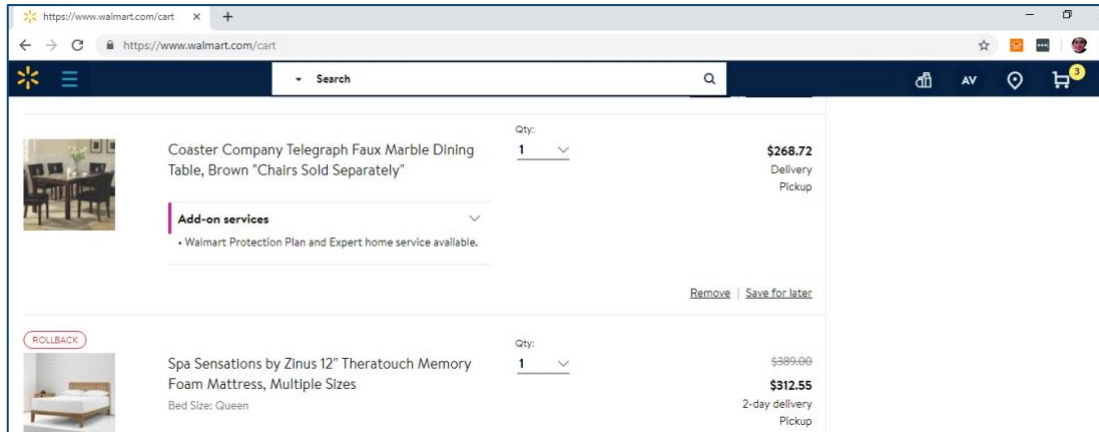 https://www.walmart.com/cart
https://www.walmart.com/cart
Search
AV
3
Qty:
Coaster Company Telegraph Faux Marble Dining
Table, Brown "Chairs Sold Separately"
1
$268.72
Delivery
Pickup
Add-on services
• Walmart Protection Plan and Expert home service available.
Remove | Save for later
ROLLBACK
Qty:
Spa Sensations by Zinus 12" Theratouch Memory
Foam Mattress, Multiple Sizes
Bed Size: Queen
1
$389.00
$312.55
2-day delivery
Pickup